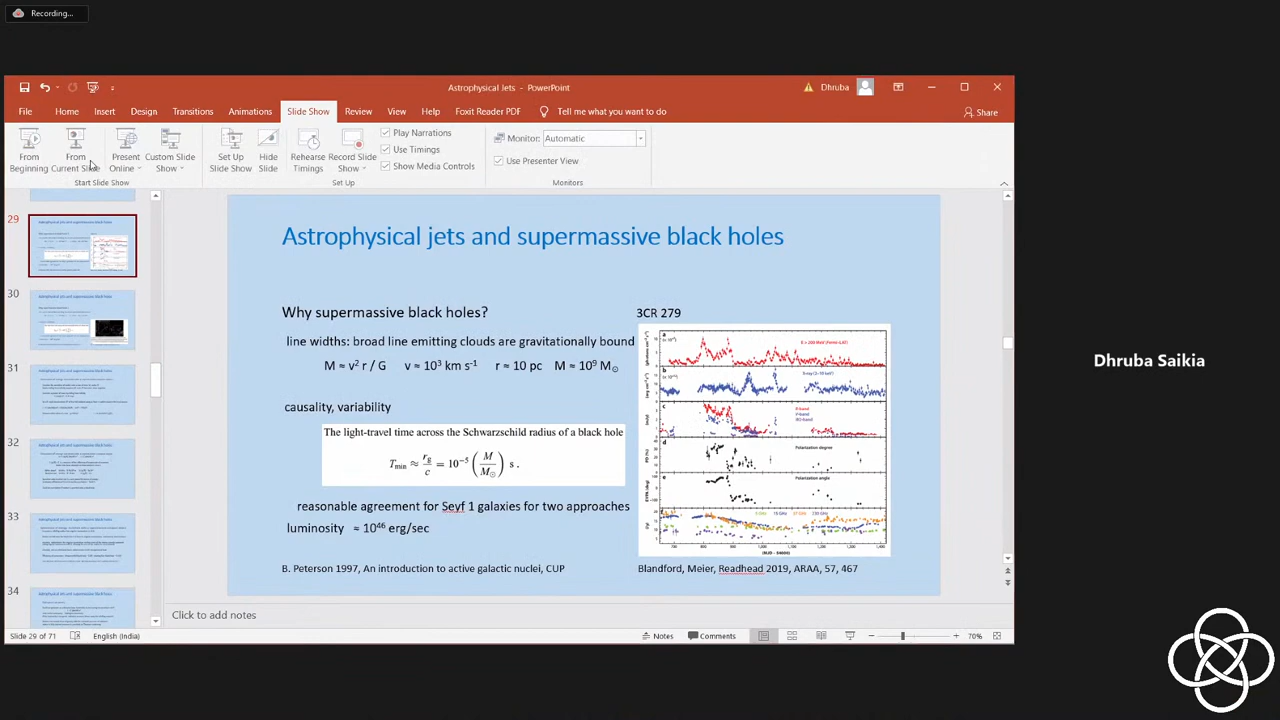 Recording...
Astrophysical Jets - PowerPoint
Dhruba
File Home Insert Design Transitions Animations Slide Show Review View Help Foxit Reader PDF Tell me what you want to do
Share
From Beginning
From Current Slide
Present Online
Custom Slide Show
Set Up Slide Show
Hide Slide
Rehearse Timings
Record Slide Show
Play Narrations
Use Timings
Show Media Controls
Monitor: Automatic
Use Presenter View
Start Slide Show
Set Up
Monitors
29
30
31
32
33
34
Astrophysical jets and supermassive black holes
Why supermassive black holes?
3CR 279
line widths: broad line emitting clouds are gravitationally bound
M ≈ v² r / G v ≈ 10³ km s⁻¹ r ≈ 10 pc M ≈ 10⁹ M☉
causality, variability
The light-travel time across the Schwarzschild radius of a black hole
reasonable agreement for Seyf 1 galaxies for two approaches
luminosity ≈ 10⁴⁶ erg/sec
a
b
c
d
e
Polarization degree
Polarization angle
B. Peterson 1997, An introduction to active galactic nuclei, CUP
Blandford, Meier, Readhead 2019, ARAA, 57, 467
Dhruba Saikia
Click to add notes
Slide 29 of 71
English (India)
Notes
Comments
70%